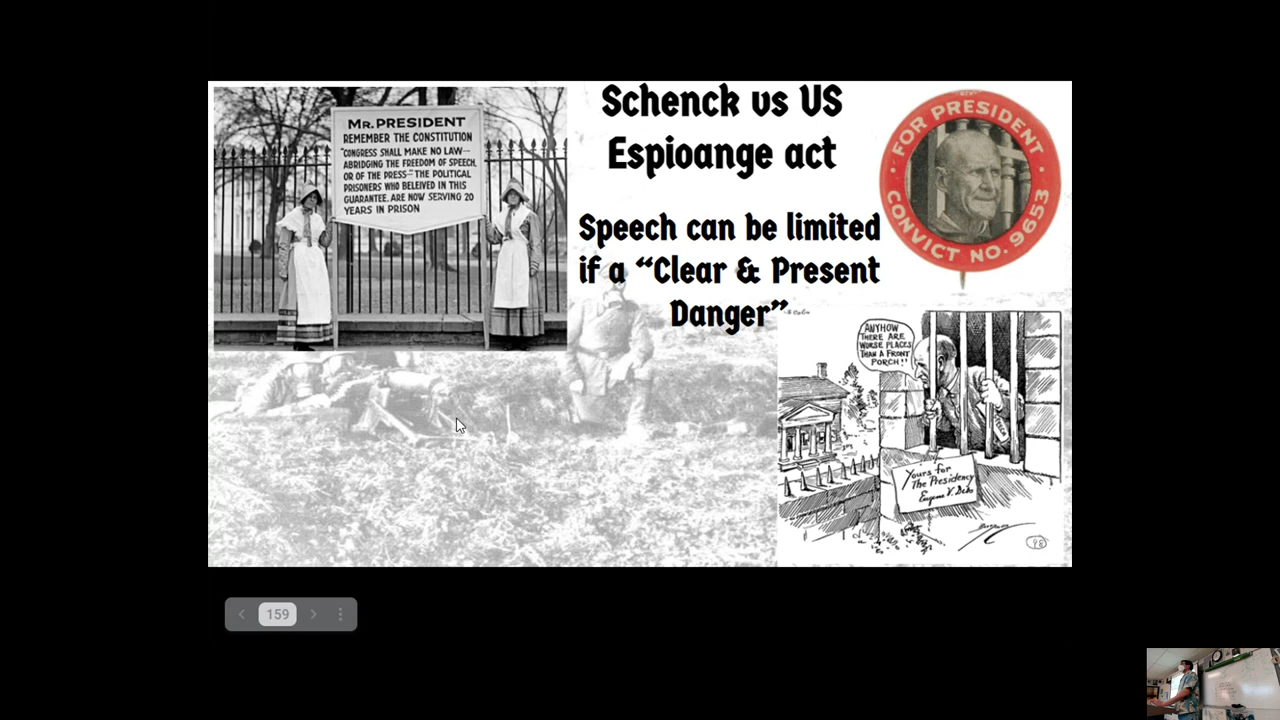 Schenck vs US
Espioange act
Speech can be limited
if a “Clear & Present
Danger”
MR. PRESIDENT
REMEMBER THE CONSTITUTION
“CONGRESS SHALL MAKE NO LAW—
ABRIDGING THE FREEDOM OF SPEECH,
OR OF THE PRESS” THE POLITICAL
PRISONERS WHO BELEIVED IN THIS
GUARANTEE, ARE NOW SERVING 20
YEARS IN PRISON
FOR PRESIDENT
CONVICT NO. 9653
ANYHOW
THERE ARE
WORSE PLACES
THAN A FRONT
PORCH!!
Yours for
The Presidency
Eugene V. Debs
159